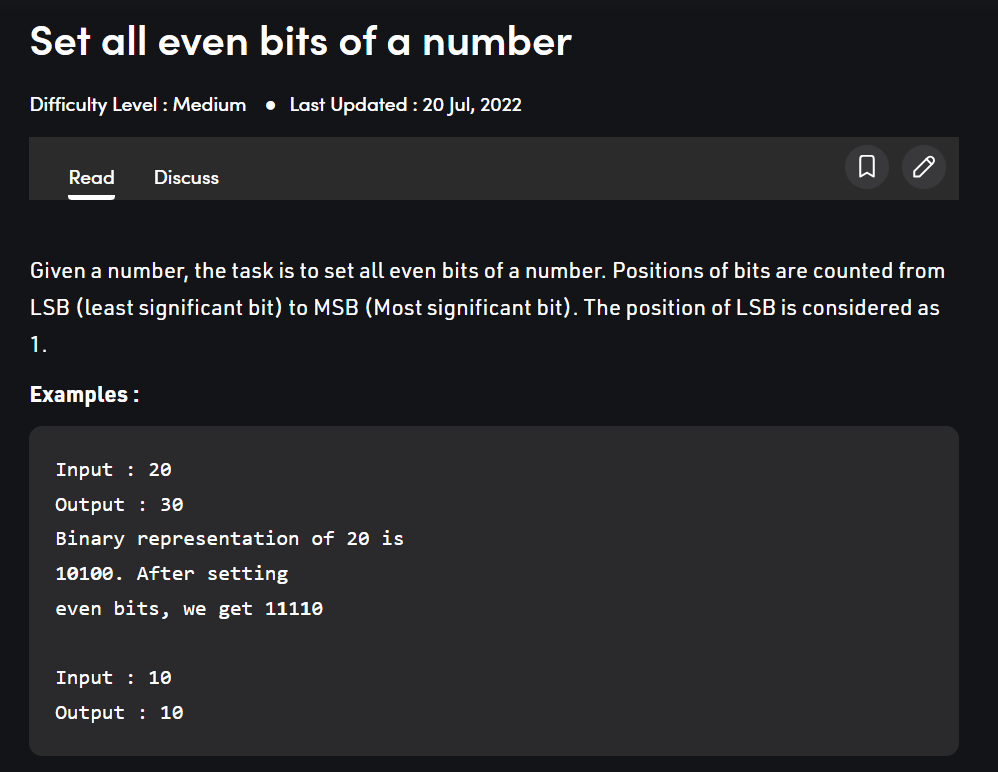 Set all even bits of a number
Difficulty Level : Medium ● Last Updated : 20 Jul, 2022
Read Discuss
Given a number, the task is to set all even bits of a number. Positions of bits are counted from
LSB (least significant bit) to MSB (Most significant bit). The position of LSB is considered as
1.
Examples :
Input : 20
Output : 30
Binary representation of 20 is
10100. After setting
even bits, we get 11110
Input : 10
Output : 10